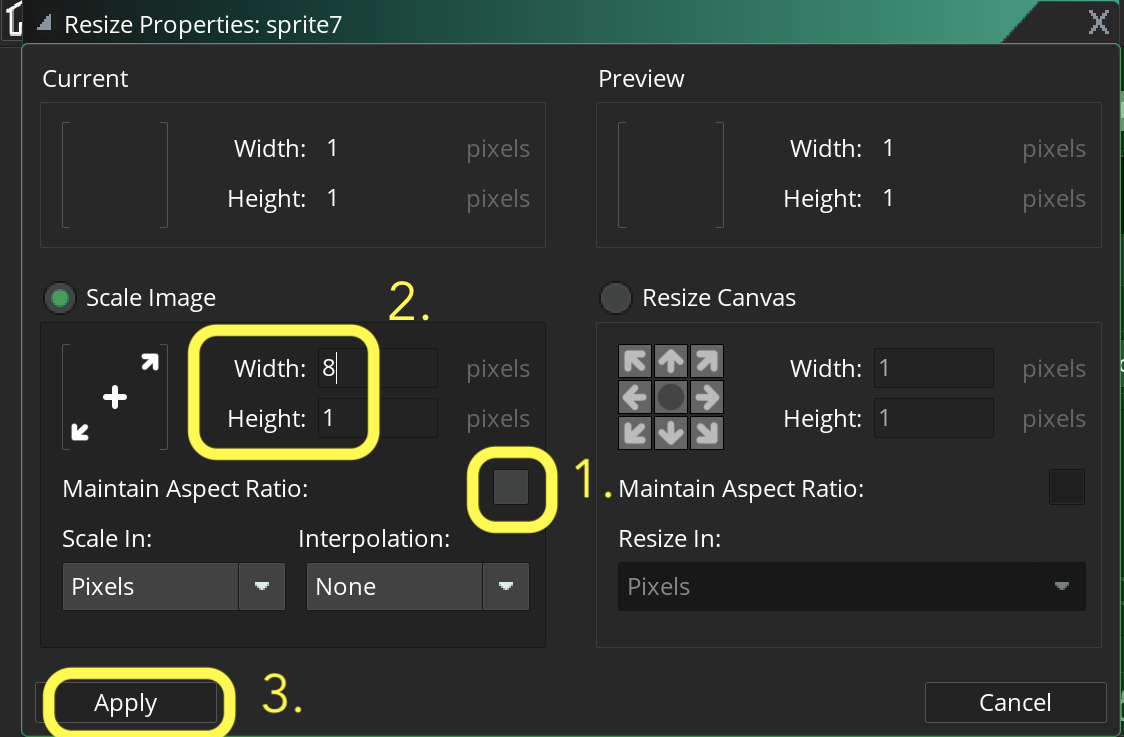 Resize Properties: sprite7
X
Current
Width: 1 pixels
Height: 1 pixels
Preview
Width: 1 pixels
Height: 1 pixels
Scale Image
2.
Width: 8 pixels
Height: 1 pixels
Maintain Aspect Ratio:
1.
Scale In:
Interpolation:
Pixels
None
Resize Canvas
Width: 1 pixels
Height: 1 pixels
Maintain Aspect Ratio:
Resize In:
Pixels
Apply
3.
Cancel